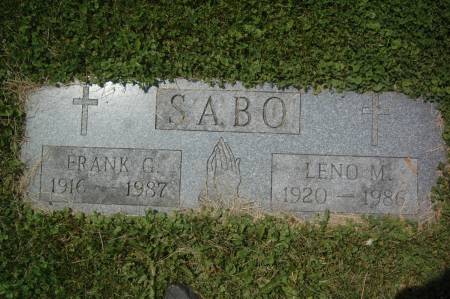 SABO
FRANK G.
1916 — 1987
LENO M.
1920 — 1986